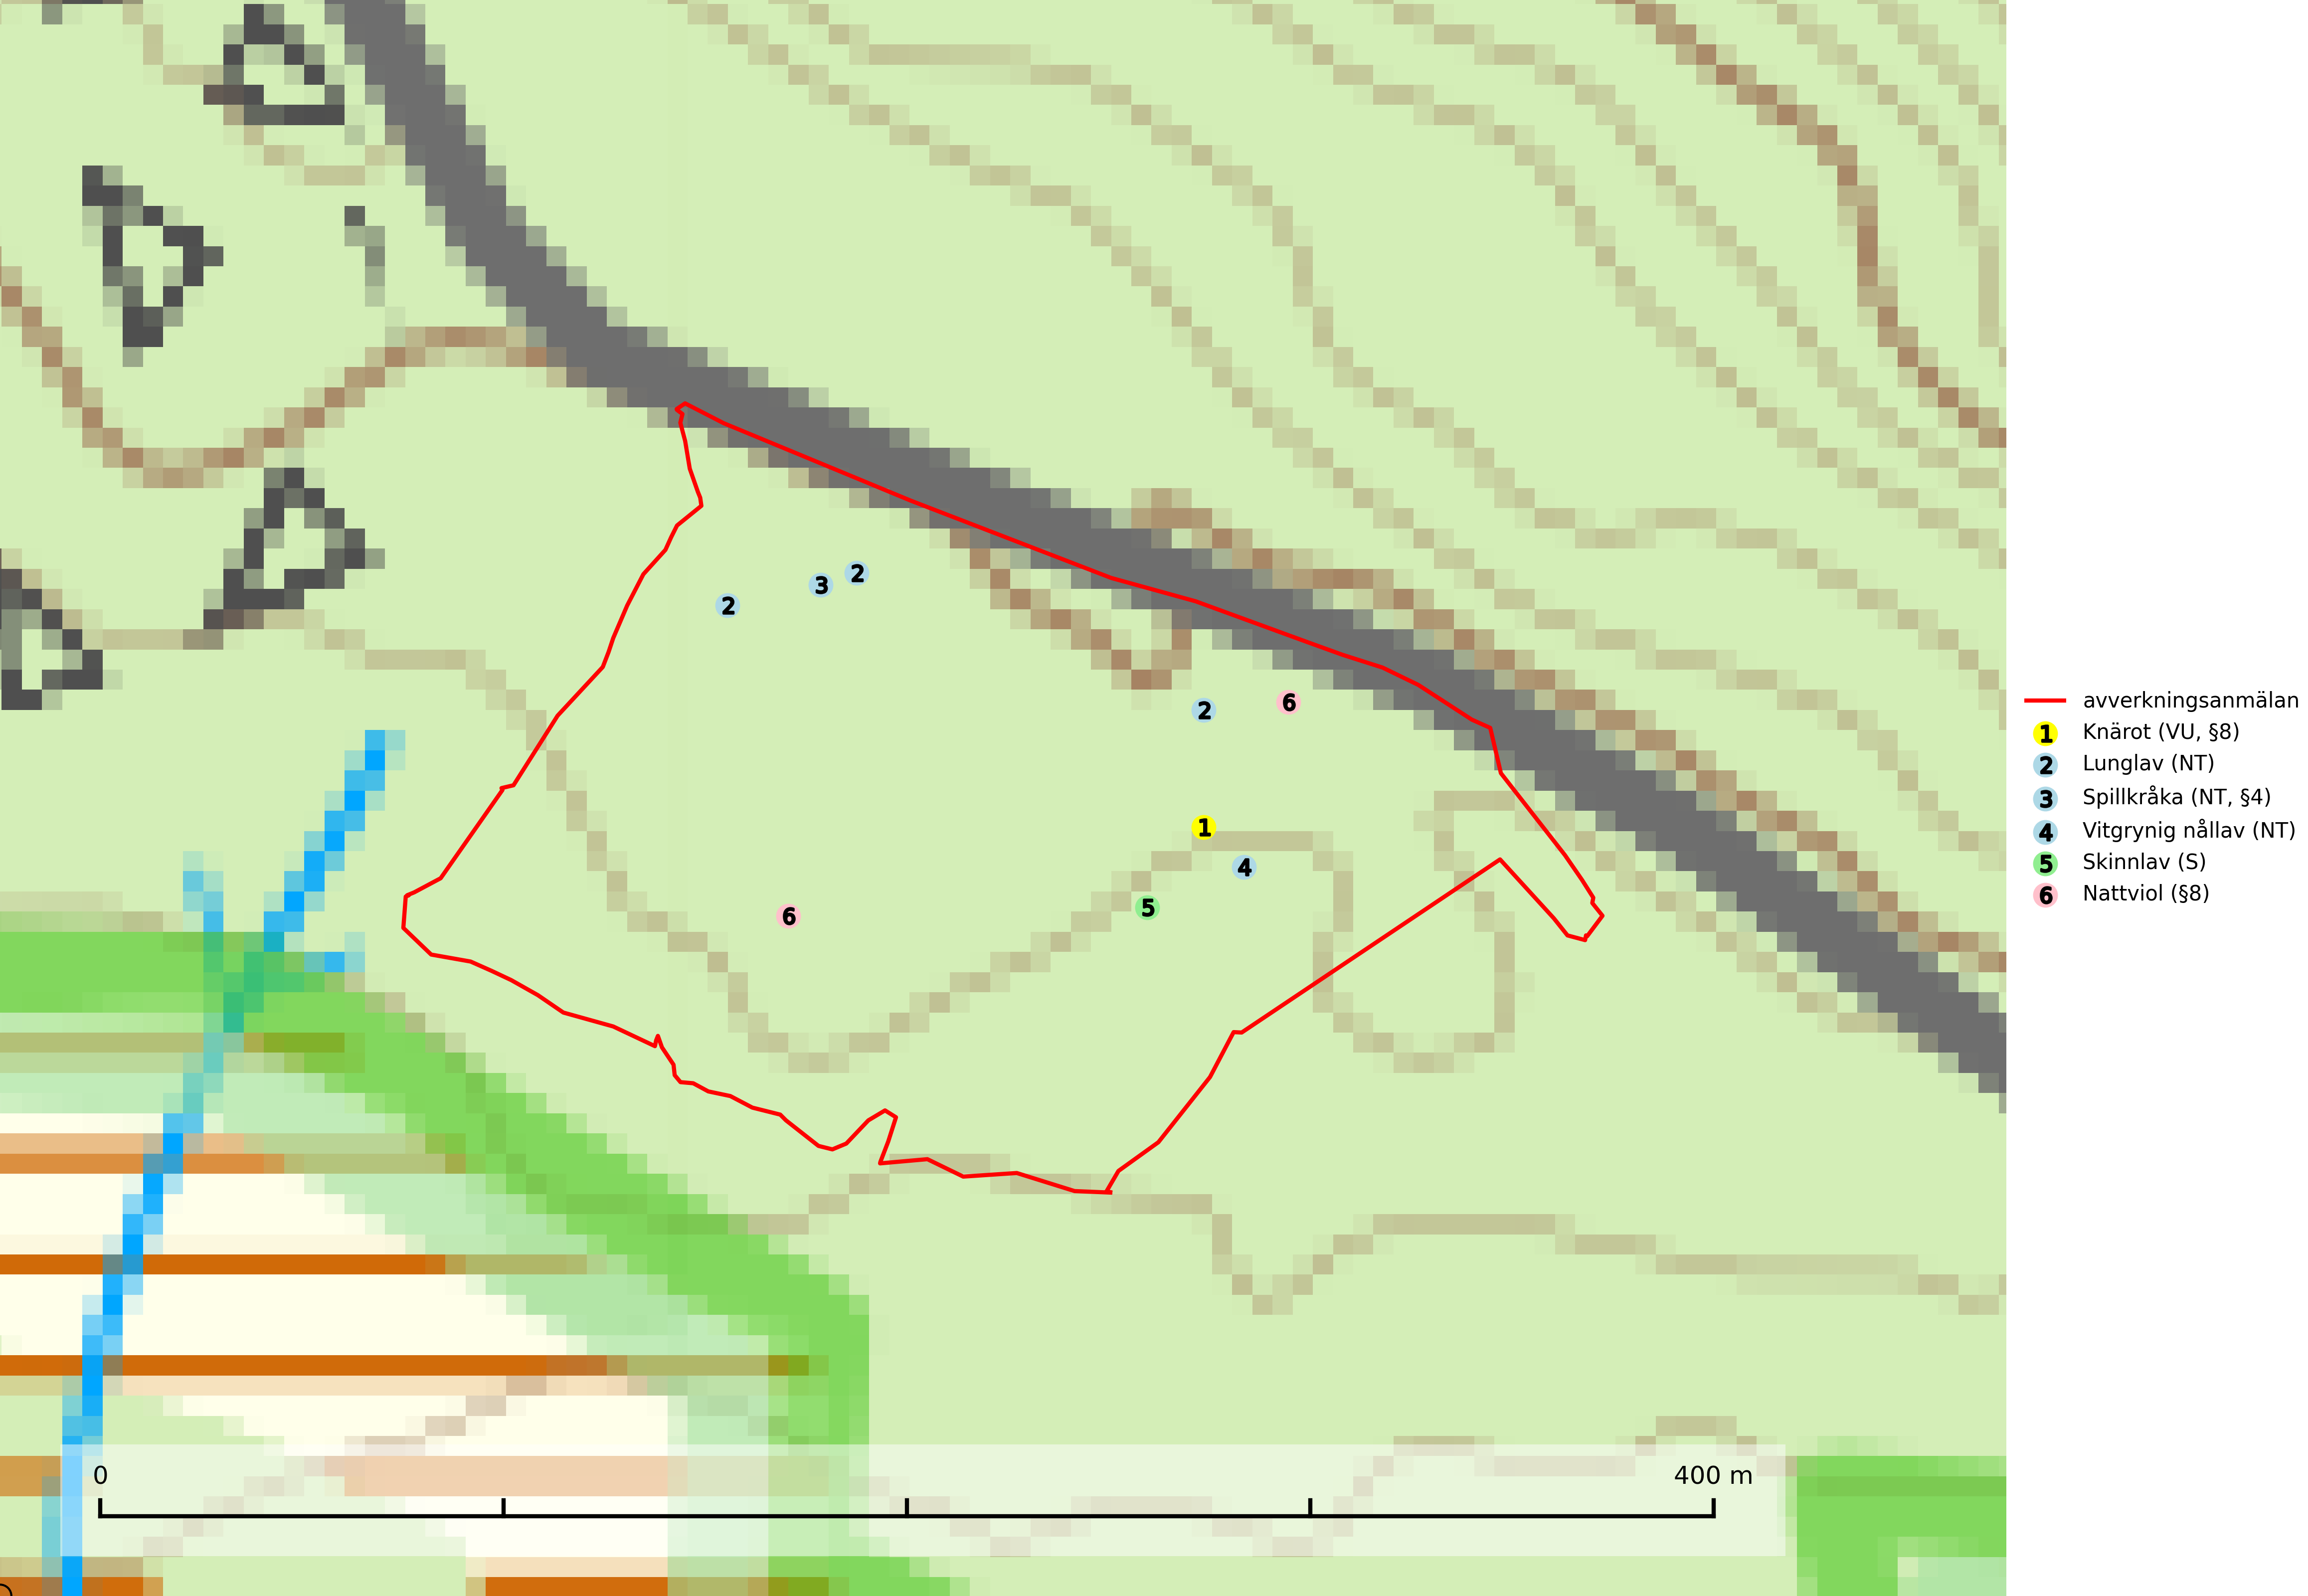 3 2
2
2 6
1
4
5
6
avverkningsanmälan
1 Knärot (VU, §8)
2 Lunglav (NT)
3 Spillkråka (NT, §4)
4 Vitgrynig nållav (NT)
5 Skinnlav (S)
6 Nattviol (§8)
0 400 m